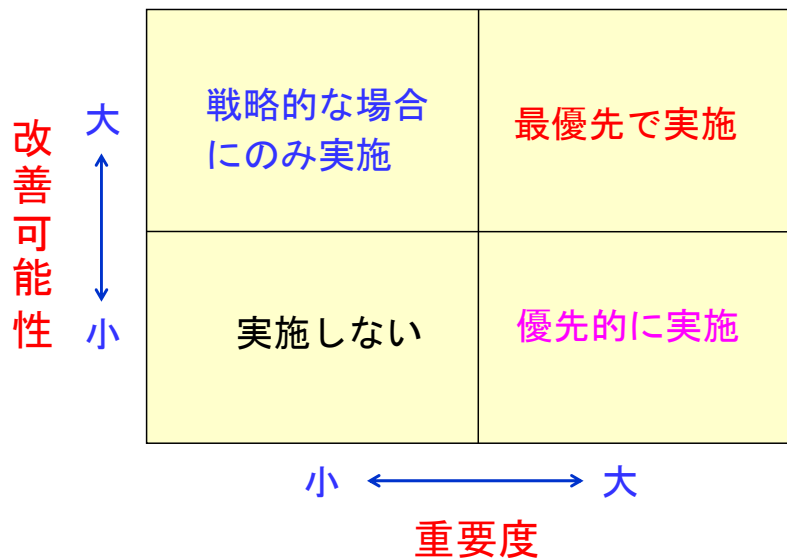 改善可能性
大
小
戦略的な場合
にのみ実施
最優先で実施
実施しない
優先的に実施
小
大
重要度